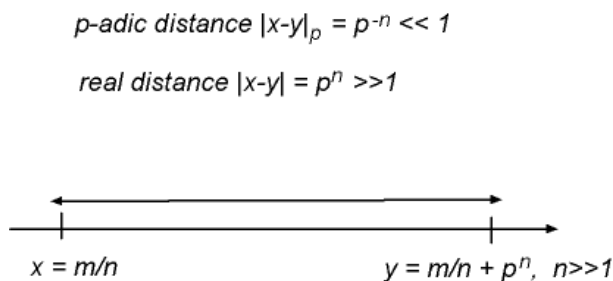 p-adic distance |x-y|ₚ = p⁻ⁿ << 1
real distance |x-y| = pⁿ >>1
x = m/n
y = m/n + pⁿ, n>>1